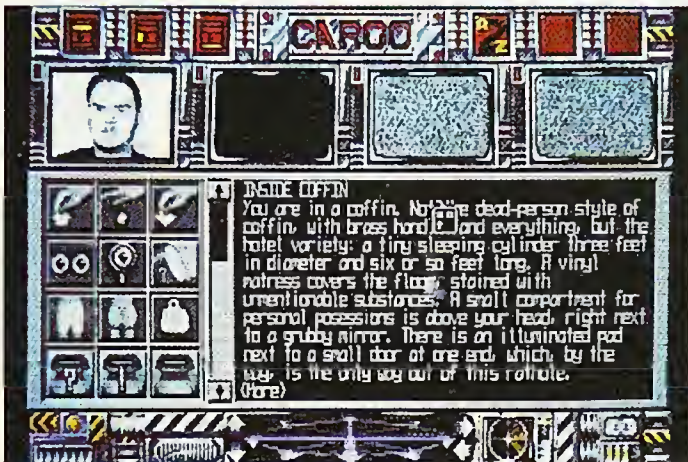 CARGO
A
Z
INSIDE COFFIN
You are in a coffin. Not the dead-person style of
coffin, with brass hand and everything, but the
hotel variety: a tiny sleeping cylinder three feet
in diameter and six or so feet long. A vinyl
matress covers the floor, stained with
unmentionable substances. A small compartment for
personal posessions is above your head, right next
to a grubby mirror. There is an illuminated pad
next to a small door at one end, which, by the
way, is the only way out of this rathole.
(More)